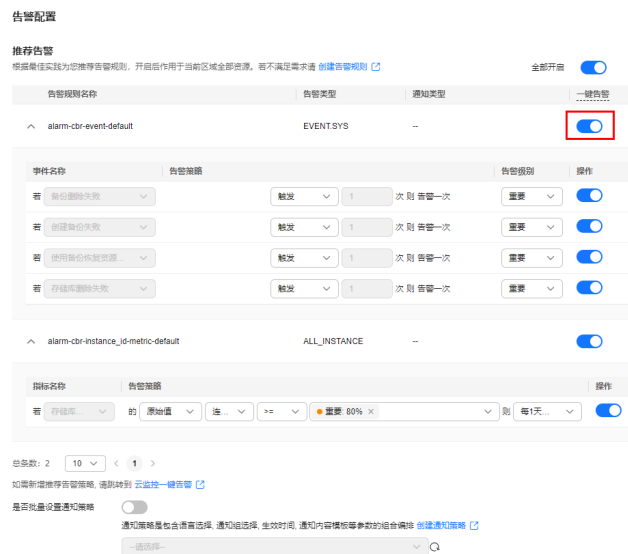 告警配置
推荐告警
根据最佳实践为您推荐告警规则，开启后作用于当前区域全部资源。若不满足需求请 创建告警规则
全部开启
告警规则名称 告警类型 通知类型 一键告警
alarm-cbr-event-default EVENT.SYS --
事件名称 告警策略 告警级别 操作
若 备份删除失败 触发 1 次 则 告警一次 重要
若 创建备份失败 触发 1 次 则 告警一次 重要
若 使用备份恢复资源... 触发 1 次 则 告警一次 重要
若 存储库删除失败 触发 1 次 则 告警一次 重要
alarm-cbr-instance_id-metric-default ALL_INSTANCE --
指标名称 告警策略 操作
若 存储库... 的 原始值 连... >= 重要: 80% × 则 每1天...
总条数: 2 10 < 1 >
如需新增推荐告警策略, 请跳转到 云监控一键告警
是否批量设置通知策略
通知策略是包含语言选择, 通知组选择, 生效时间, 通知内容模板等参数的组合编排 创建通知策略
--请选择--